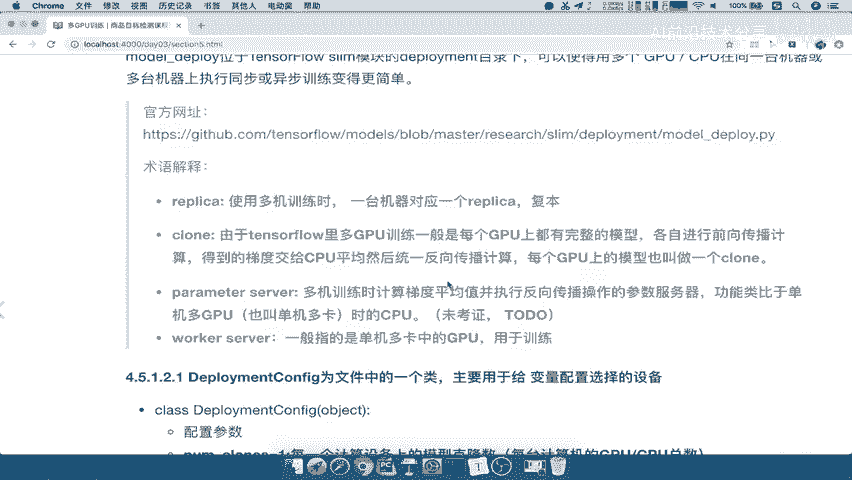 Chrome 文件 修改 视图 历史记录 书签 其他人 电动窝 帮助
100%
多GPU训练 | 商品目标检测课程
localhost:4000/day03/section5.html
model_deploy位于TensorFlow slim模块的deployment目录下，可以使得用多个 GPU / CPU在同一台机器或
多台机器上执行同步或异步训练变得更简单。
官方网址：
https://github.com/tensorflow/models/blob/master/research/slim/deployment/model_deploy.py
术语解释：
• replica: 使用多机训练时， 一台机器对应一个replica，复本
• clone: 由于tensorflow里多GPU训练一般是每个GPU上都有完整的模型，各自进行前向传播计
算，得到的梯度交给CPU平均然后统一反向传播计算，每个GPU上的模型也叫做一个clone。
• parameter server: 多机训练时计算梯度平均值并执行反向传播操作的参数服务器，功能类比于单
机多GPU（也叫单机多卡）时的CPU。（未考证， TODO）
• worker server：一般指的是单机多卡中的GPU，用于训练
4.5.1.2.1 DeploymentConfig为文件中的一个类，主要用于给 变量配置选择的设备
• class DeploymentConfig(object):
○ 配置参数
num_clones=1:每一个计算设备上的模型克隆数（每台计算机的GPU/CPU总数）